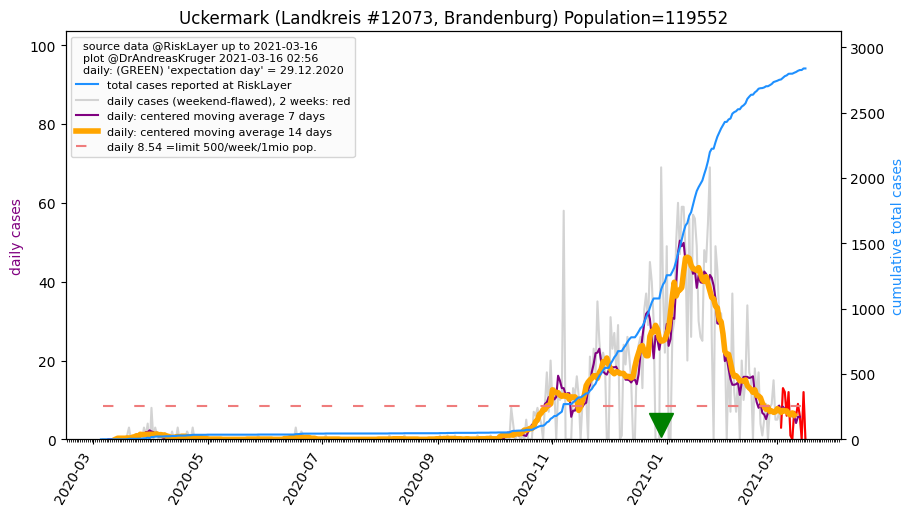 Uckermark (Landkreis #12073, Brandenburg) Population=119552
source data @RiskLayer up to 2021-03-16
plot @DrAndreasKruger 2021-03-16 02:56
daily: (GREEN) 'expectation day' = 29.12.2020
total cases reported at RiskLayer
daily cases (weekend-flawed), 2 weeks: red
daily: centered moving average 7 days
daily: centered moving average 14 days
daily 8.54 =limit 500/week/1mio pop.
daily cases
100
80
60
40
20
0
cumulative total cases
3000
2500
2000
1500
1000
500
0
2020-03
2020-05
2020-07
2020-09
2020-11
2021-01
2021-03